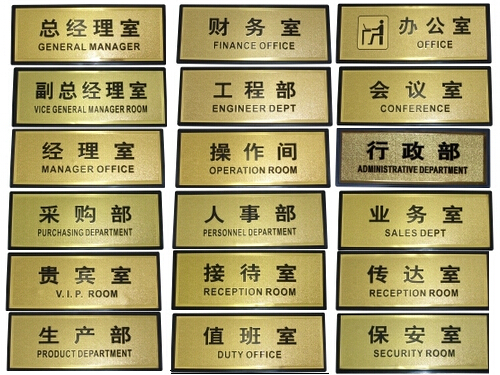 总经理室
GENERAL MANAGER
财务室
FINANCE OFFICE
办公室
OFFICE
副总经理室
VICE GENERAL MANAGER ROOM
工程部
ENGINEER DEPT
会议室
CONFERENCE
经理室
MANAGER OFFICE
操作间
OPERATION ROOM
行政部
ADMINISTRATIVE DEPARTMENT
采购部
PURCHASING DEPARTMENT
人事部
PERSONNEL DEPARTMENT
业务室
SALES DEPT
贵宾室
V.I.P. ROOM
接待室
RECEPTION ROOM
传达室
RECEPTION ROOM
生产部
PRODUCT DEPARTMENT
值班室
DUTY OFFICE
保安室
SECURITY ROOM